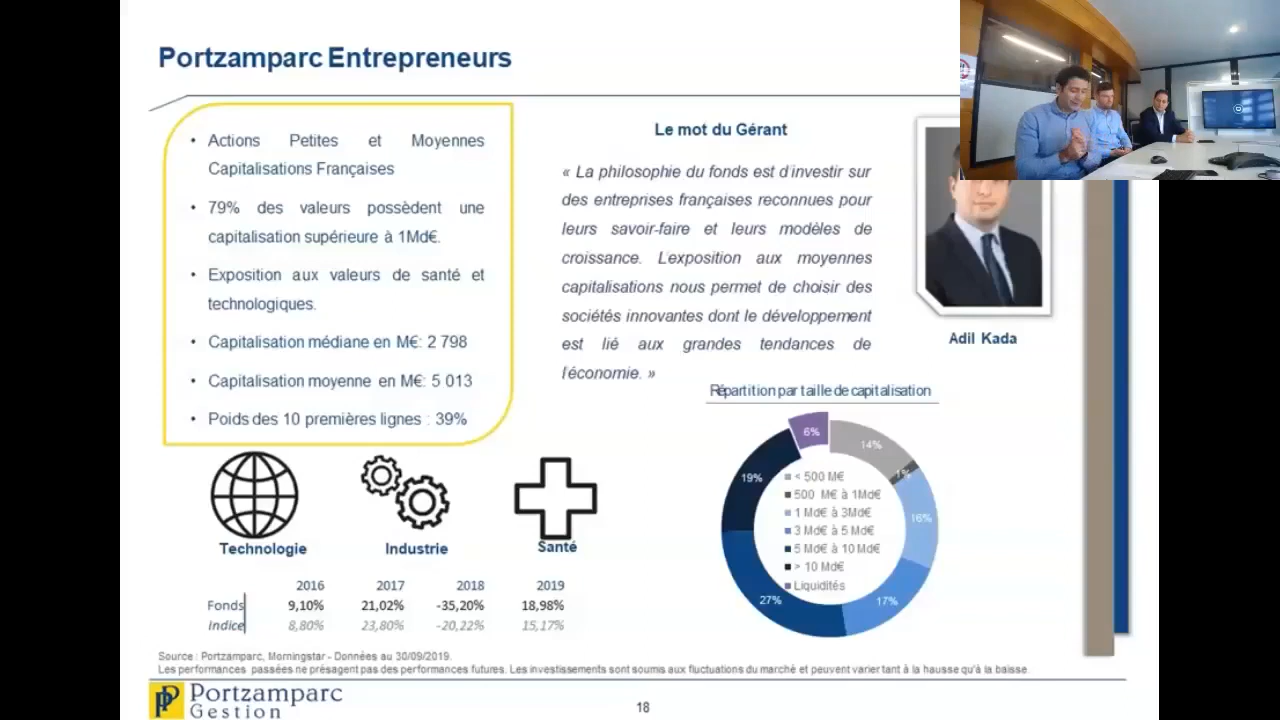 Portzamparc Entrepreneurs
• Actions Petites et Moyennes
Capitalisations Françaises
• 79% des valeurs possèdent une
capitalisation supérieure à 1Md€.
• Exposition aux valeurs de santé et
technologiques.
• Capitalisation médiane en M€: 2 798
• Capitalisation moyenne en M€: 5 013
• Poids des 10 premières lignes : 39%
Le mot du Gérant
« La philosophie du fonds est d'investir sur
des entreprises françaises reconnues pour
leurs savoir-faire et leurs modèles de
croissance. L'exposition aux moyennes
capitalisations nous permet de choisir des
sociétés innovantes dont le développement
est lié aux grandes tendances de
l'économie. »
Adil Kada
Répartition par taille de capitalisation
6%
14%
1%
19%
16%
27%
17%
< 500 M€
500 M€ à 1Md€
1 Md€ à 3Md€
3 Md€ à 5 Md€
5 Md€ à 10 Md€
> 10 Md€
Liquidités
Technologie Industrie Santé
2016 2017 2018 2019
Fonds 9,10% 21,02% -35,20% 18,98%
Indice 8,80% 23,80% -20,22% 15,17%
Source : Portzamparc, Morningstar - Données au 30/09/2019.
Les performances passées ne présagent pas des performances futures. Les investissements sont soumis aux fluctuations du marché et peuvent varier tant à la hausse qu'à la baisse
Portzamparc
Gestion
18